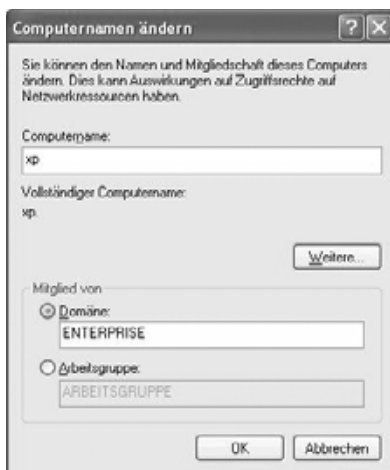 Computernamen ändern
Sie können den Namen und Mitgliedschaft dieses Computers
ändern. Dies kann Auswirkungen auf Zugriffsrechte auf
Netzwerkressourcen haben.
Computername:
xp
Vollständiger Computername:
xp.
Weitere...
Mitglied von
Domäne:
ENTERPRISE
Arbeitsgruppe:
ARBEITSGRUPPE
OK Abbrechen